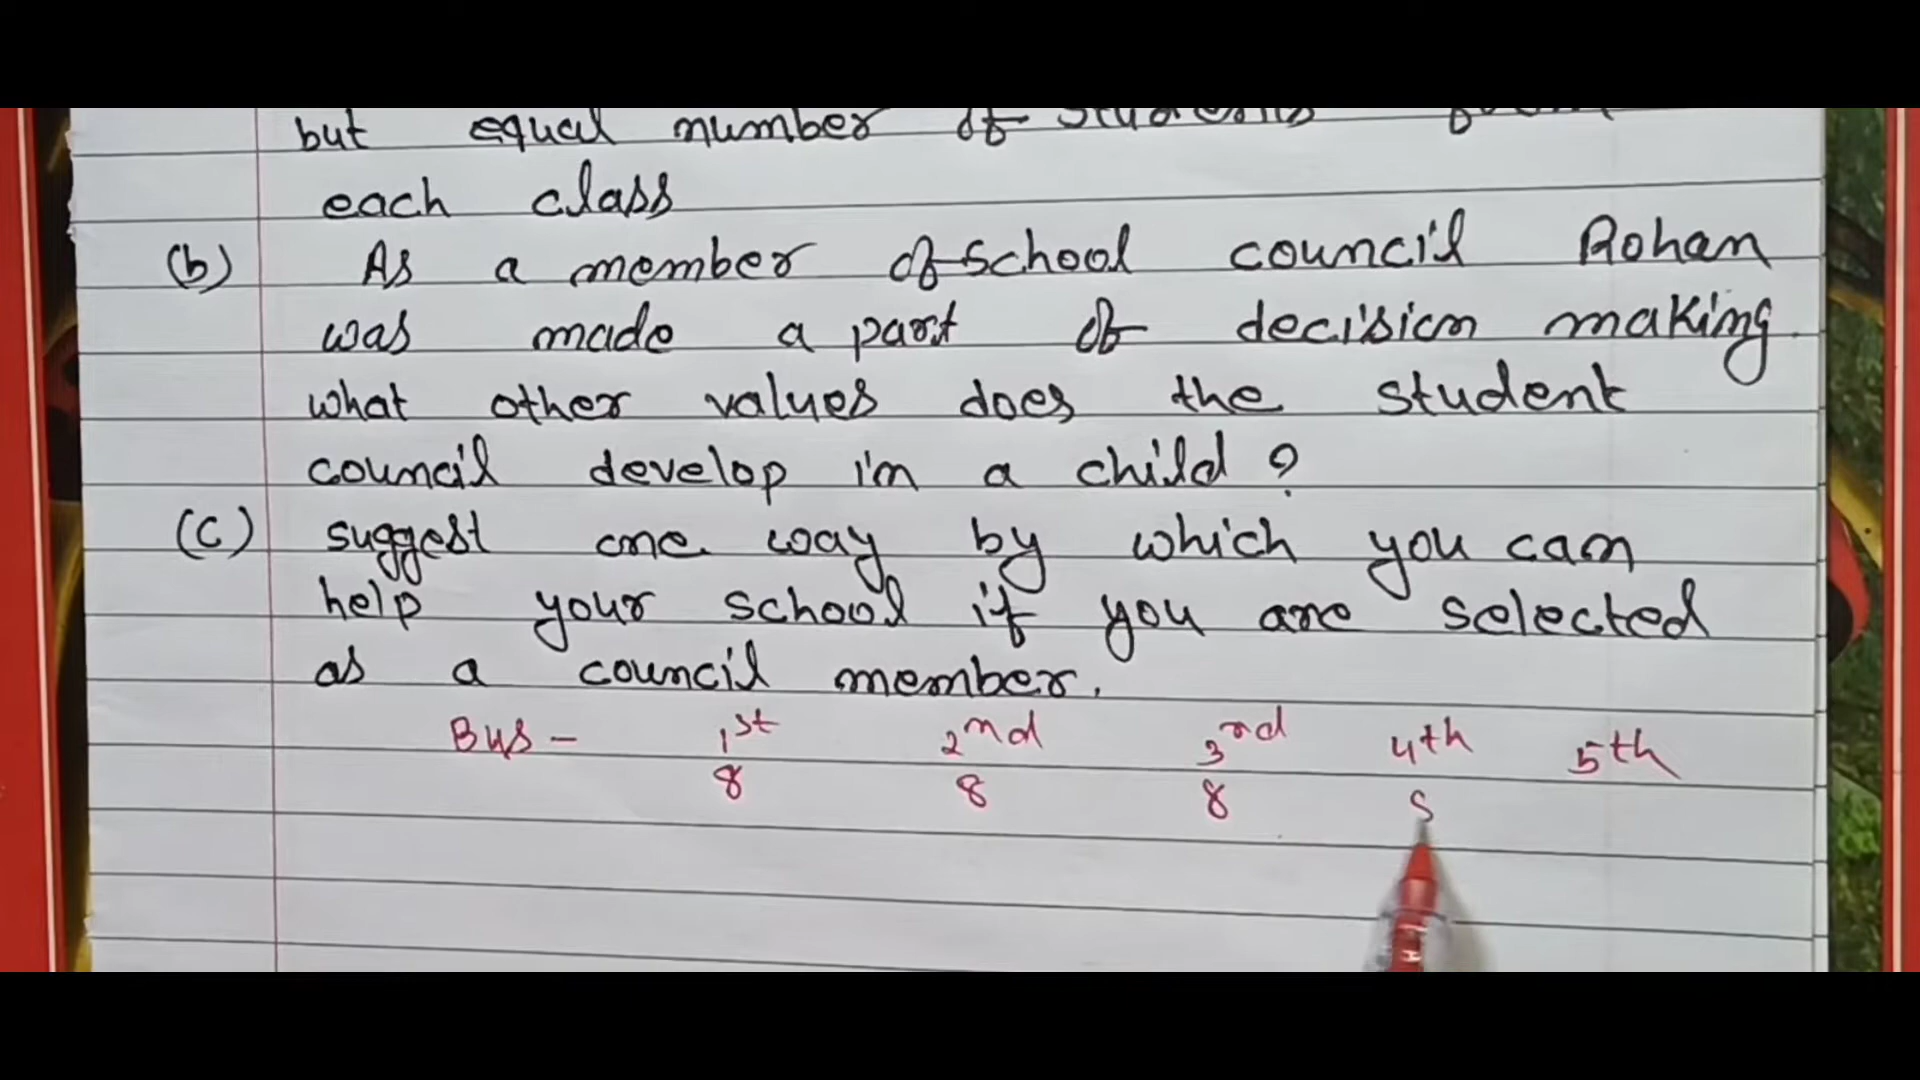 but equal number of students from
each class
(b) As a member of school council Rohan
was made a part of decision making.
what other values does the student
council develop in a child ?
(c) suggest one way by which you can
help your school if you are selected
as a council member.
Bus - 1st 2nd 3rd 4th 5th
8 8 8 S